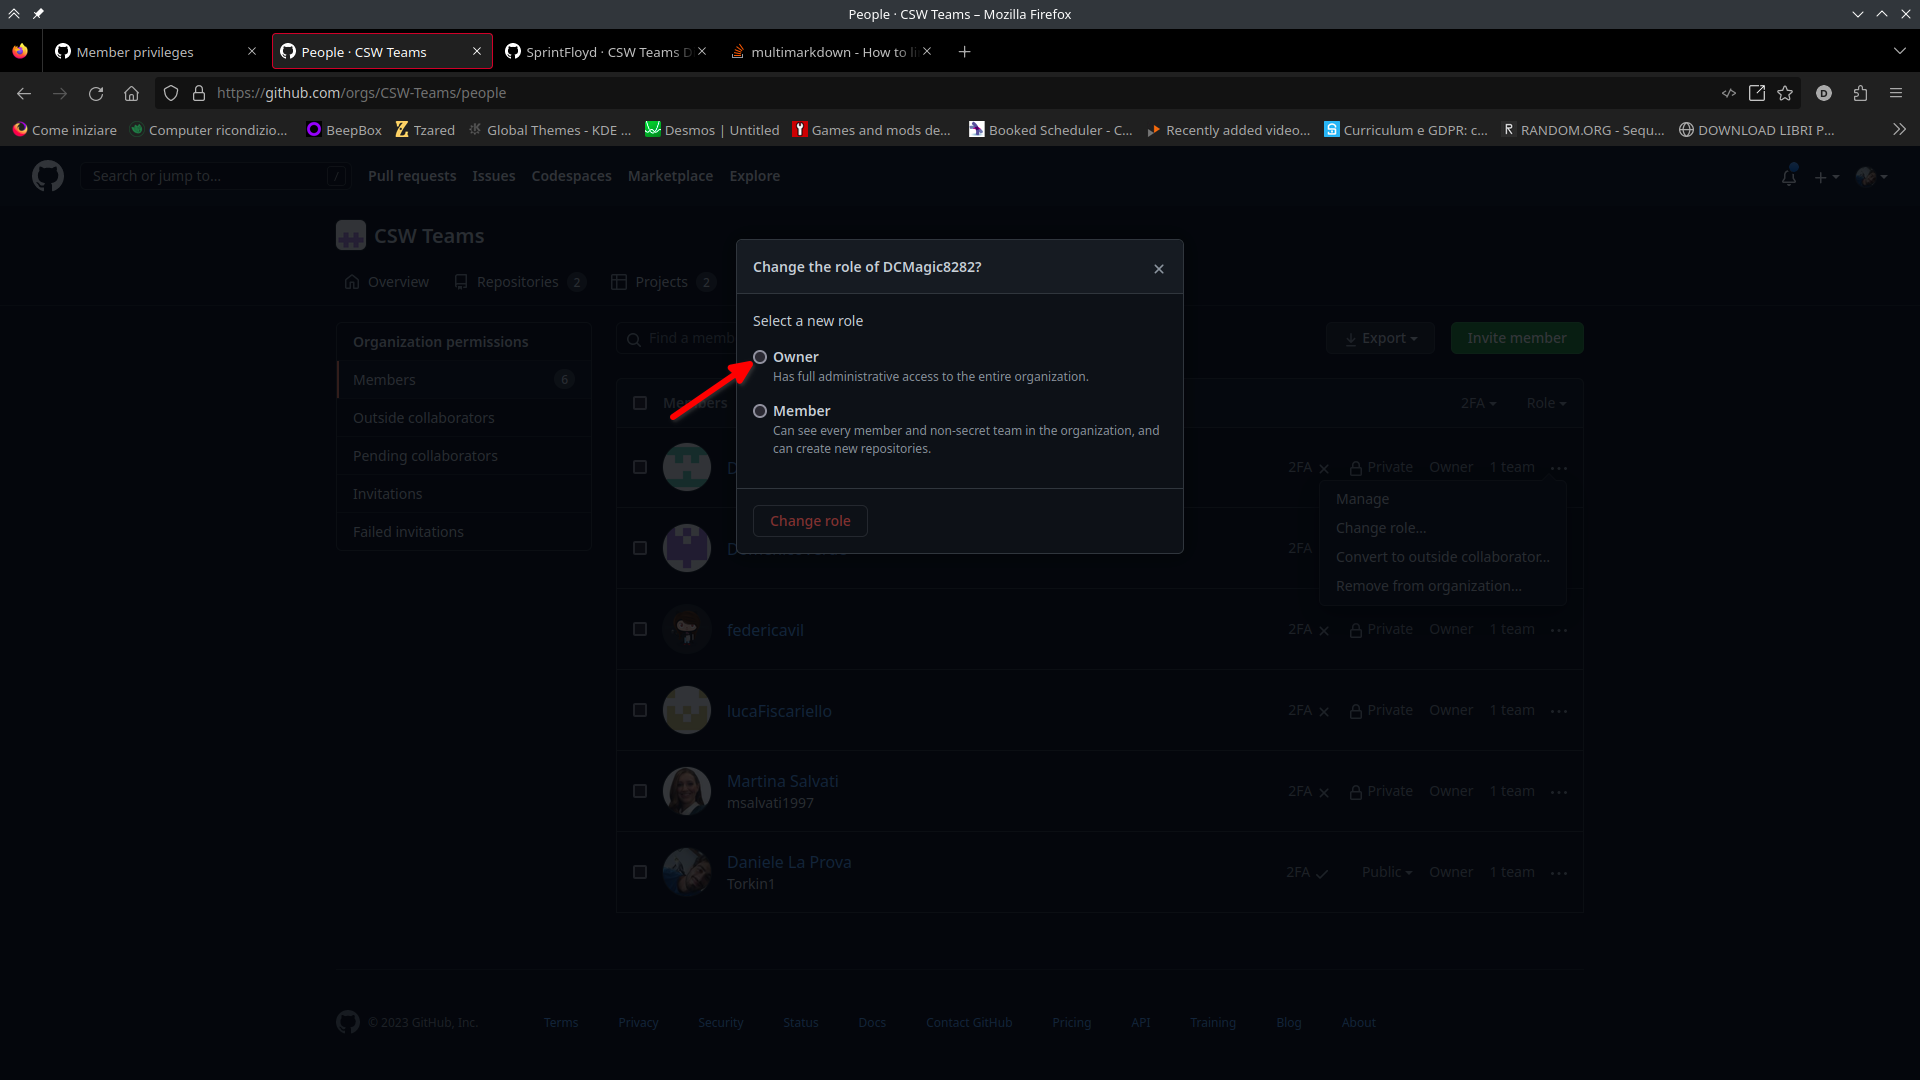 People · CSW Teams – Mozilla Firefox
Member privileges
People · CSW Teams
SprintFloyd · CSW Teams D
multimarkdown - How to li
https://github.com/orgs/CSW-Teams/people
D
Come iniziare
Computer ricondizio...
BeepBox
Tzared
Global Themes - KDE ...
Desmos | Untitled
Games and mods de...
Booked Scheduler - C...
Recently added video...
Curriculum e GDPR: c...
RANDOM.ORG - Sequ...
DOWNLOAD LIBRI P...
Search or jump to...
/
Pull requests
Issues
Codespaces
Marketplace
Explore
CSW Teams
Overview
Repositories 2
Projects 2
Change the role of DCMagic8282?
Select a new role
Owner
Has full administrative access to the entire organization.
Member
Can see every member and non-secret team in the organization, and
can create new repositories.
Change role
Organization permissions
Members 6
Outside collaborators
Pending collaborators
Invitations
Failed invitations
Find a memb
Export
Invite member
Members
2FA
Role
2FA Private Owner 1 team
Manage
Change role...
Convert to outside collaborator...
Remove from organization...
2FA
federicavil
2FA Private Owner 1 team
lucaFiscariello
2FA Private Owner 1 team
Martina Salvati
msalvati1997
2FA Private Owner 1 team
Daniele La Prova
Torkin1
2FA Public Owner 1 team
© 2023 GitHub, Inc.
Terms
Privacy
Security
Status
Docs
Contact GitHub
Pricing
API
Training
Blog
About